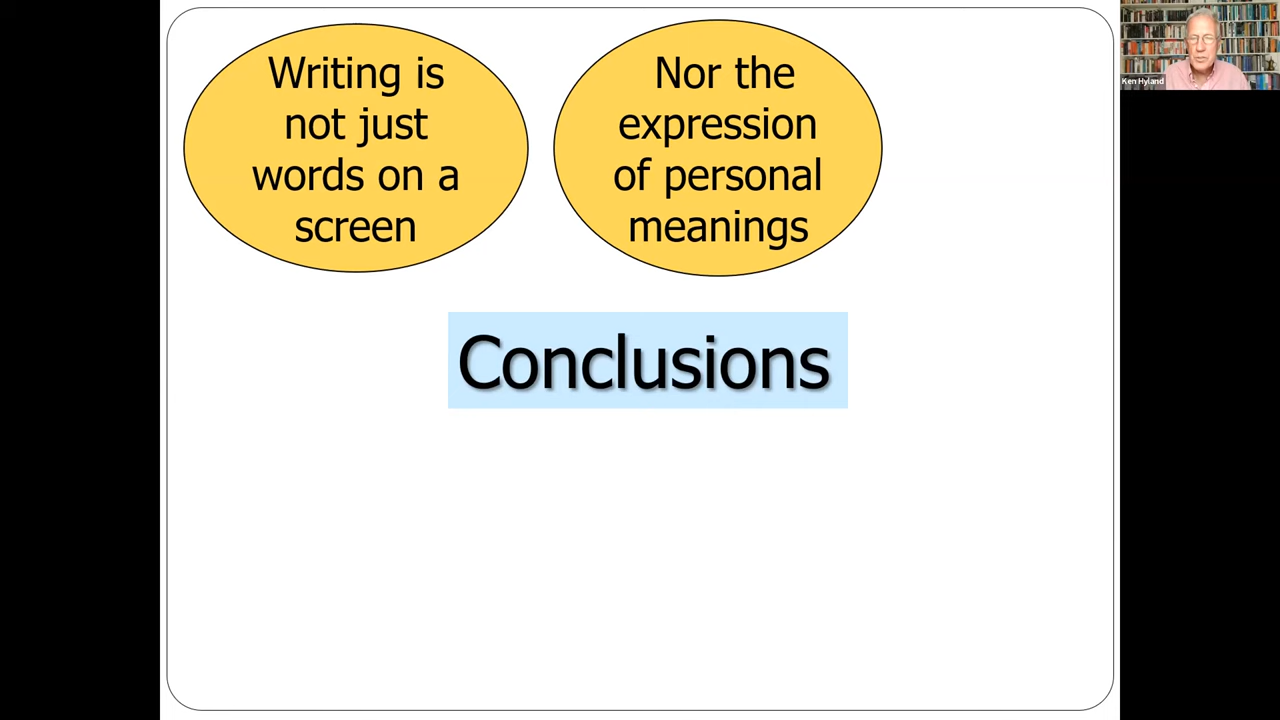 Writing is
not just
words on a
screen
Nor the
expression
of personal
meanings
Ken Hyland
Conclusions